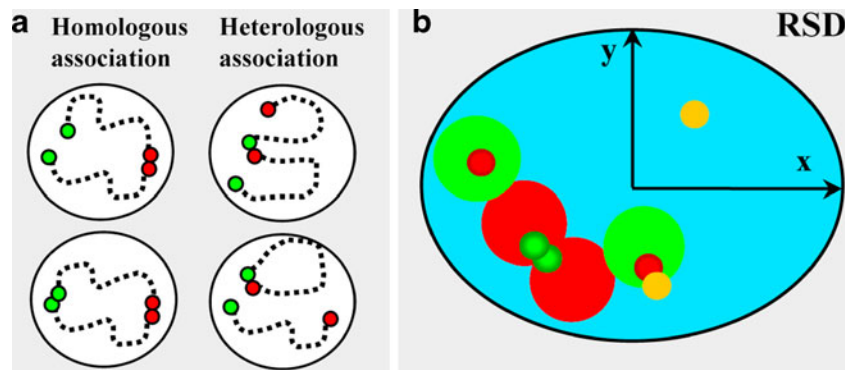 a
Homologous
association
Heterologous
association
b
RSD
y
x